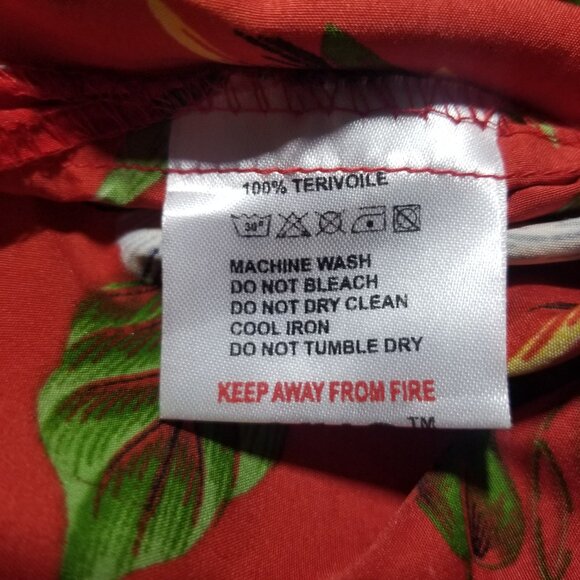 100% TERIVOILE
30°
MACHINE WASH
DO NOT BLEACH
DO NOT DRY CLEAN
COOL IRON
DO NOT TUMBLE DRY
KEEP AWAY FROM FIRE
TM